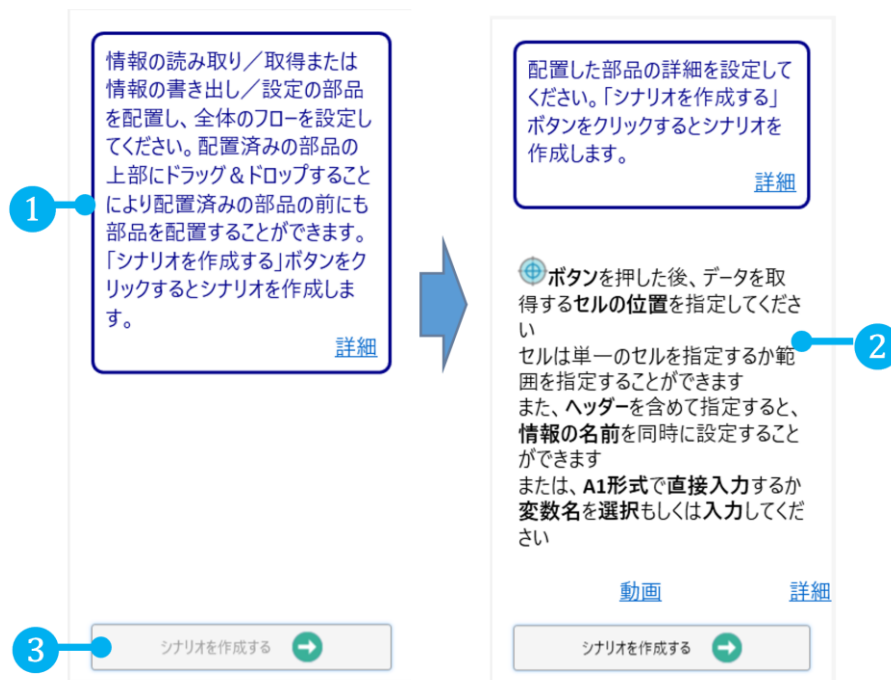 情報の読み取り／取得または
情報の書き出し／設定の部品
を配置し、全体のフローを設定し
てください。配置済みの部品の
上部にドラッグ＆ドロップすること
により配置済みの部品の前にも
部品を配置することができます。
「シナリオを作成する」ボタンをク
リックするとシナリオを作成しま
す。
詳細
1
シナリオを作成する
3
配置した部品の詳細を設定して
ください。「シナリオを作成する」
ボタンをクリックするとシナリオを
作成します。
詳細
ボタンを押した後、データを取
得するセルの位置を指定してくださ
い
セルは単一のセルを指定するか範
囲を指定することができます
また、ヘッダーを含めて指定すると、
情報の名前を同時に設定すること
ができます
または、A1形式で直接入力するか
変数名を選択もしくは入力してくだ
さい
2
動画
詳細
シナリオを作成する